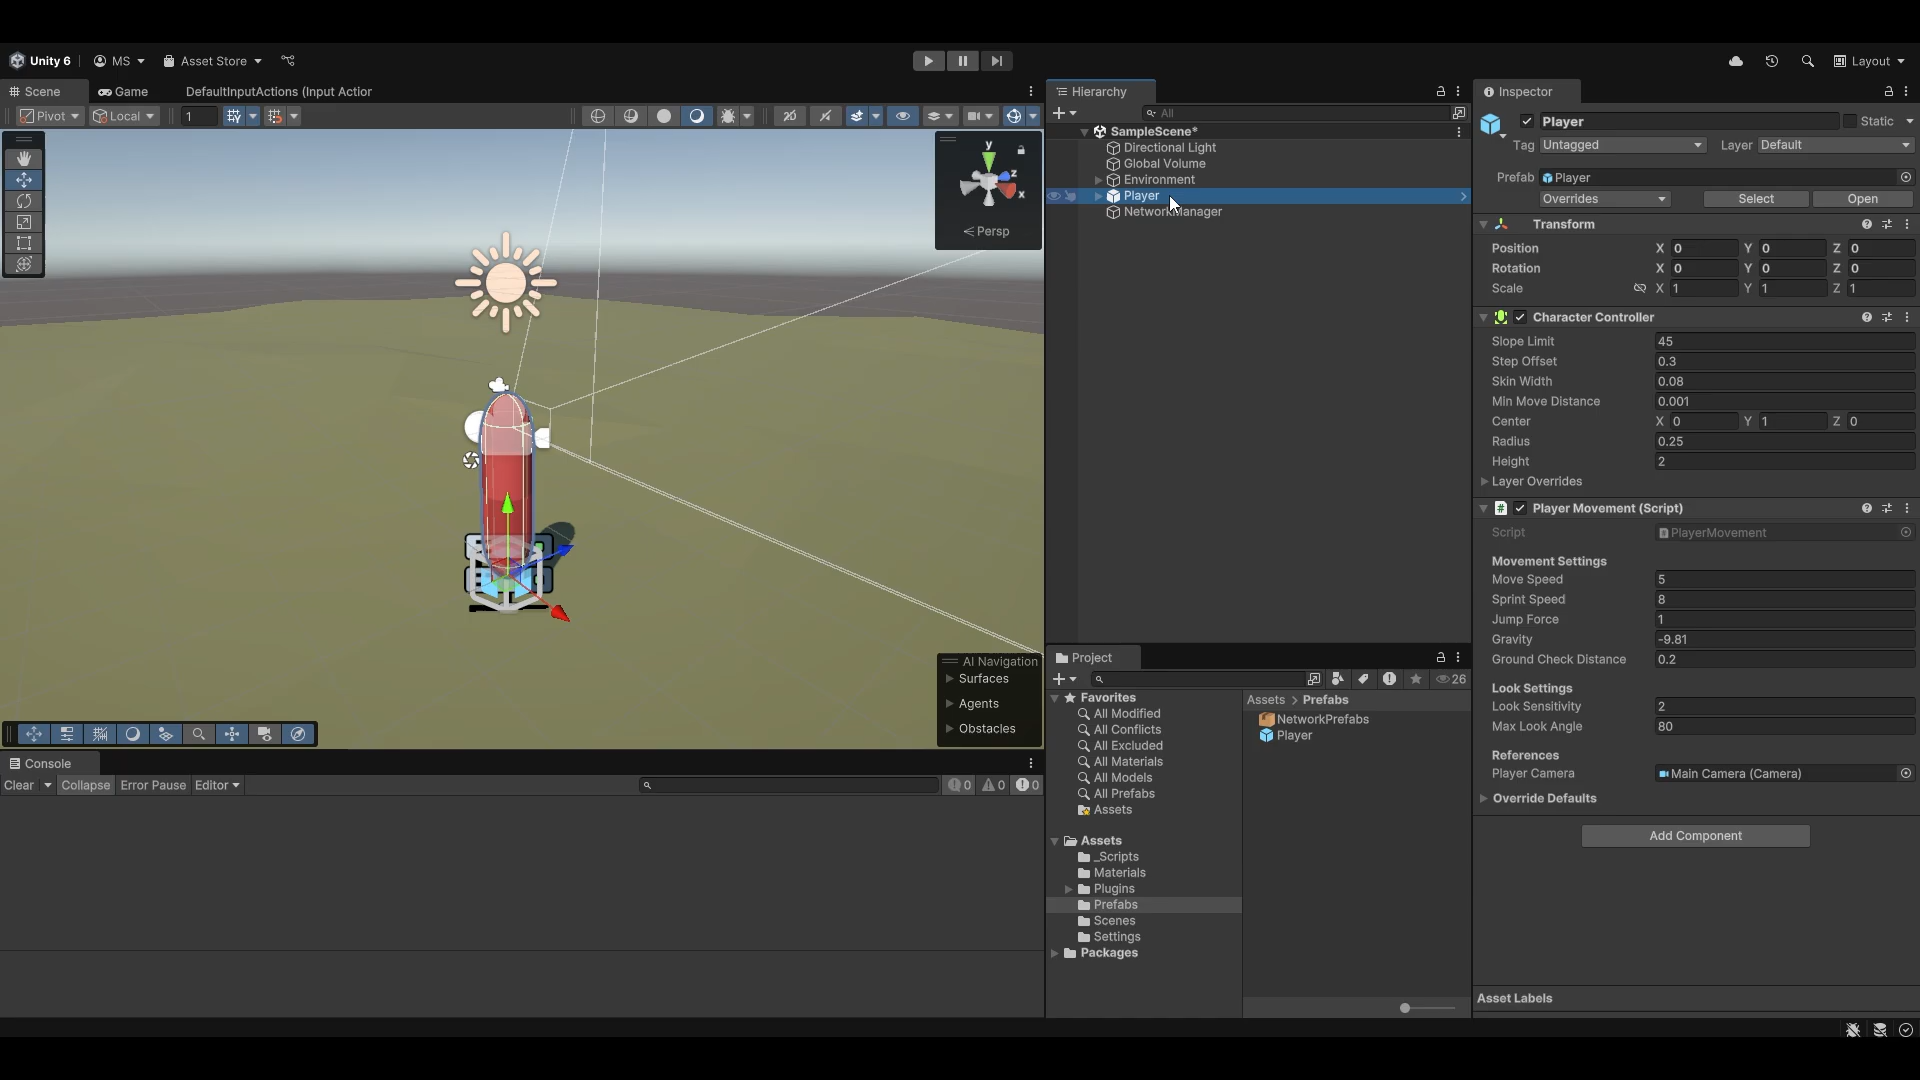 Unity 6 MS Asset Store Layout
Scene Game DefaultInputActions (Input Actior
Pivot Local 1
y
z
x
Persp
AI Navigation
Surfaces
Agents
Obstacles
Console
Clear Collapse Error Pause Editor 0 0 0
Hierarchy
All
SampleScene*
Directional Light
Global Volume
Environment
Player
NetworkManager
Project
26
Favorites
All Modified
All Conflicts
All Excluded
All Materials
All Models
All Prefabs
Assets
Assets
_Scripts
Materials
Plugins
Prefabs
Scenes
Settings
Packages
Assets > Prefabs
NetworkPrefabs
Player
Inspector
Player Static
Tag Untagged Layer Default
Prefab Player
Overrides Select Open
Transform
Position X 0 Y 0 Z 0
Rotation X 0 Y 0 Z 0
Scale X 1 Y 1 Z 1
Character Controller
Slope Limit 45
Step Offset 0.3
Skin Width 0.08
Min Move Distance 0.001
Center X 0 Y 1 Z 0
Radius 0.25
Height 2
Layer Overrides
# Player Movement (Script)
Script PlayerMovement
Movement Settings
Move Speed 5
Sprint Speed 8
Jump Force 1
Gravity -9.81
Ground Check Distance 0.2
Look Settings
Look Sensitivity 2
Max Look Angle 80
References
Player Camera Main Camera (Camera)
Override Defaults
Add Component
Asset Labels